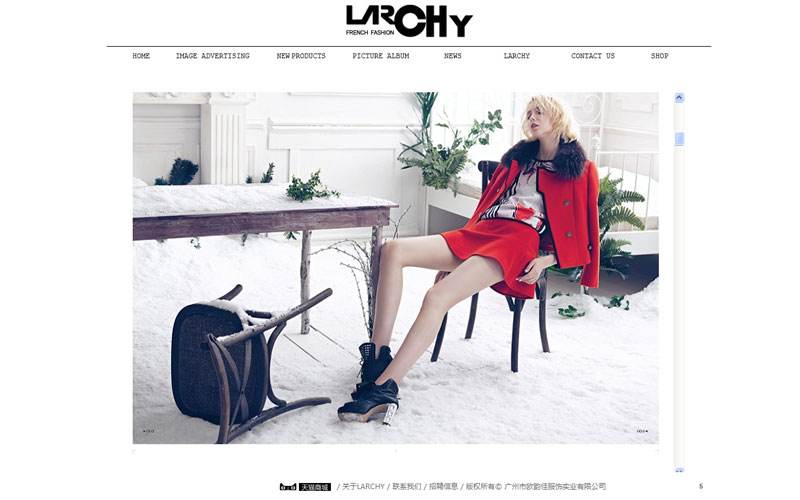 LARCHY
FRENCH FASHION
HOME IMAGE ADVERTISING NEW PRODUCTS PICTURE ALBUM NEWS LARCHY CONTACT US SHOP
天猫商城 / 关于LARCHY / 联系我们 / 招聘信息 / 版权所有© 广州市欧韵佳服饰实业有限公司